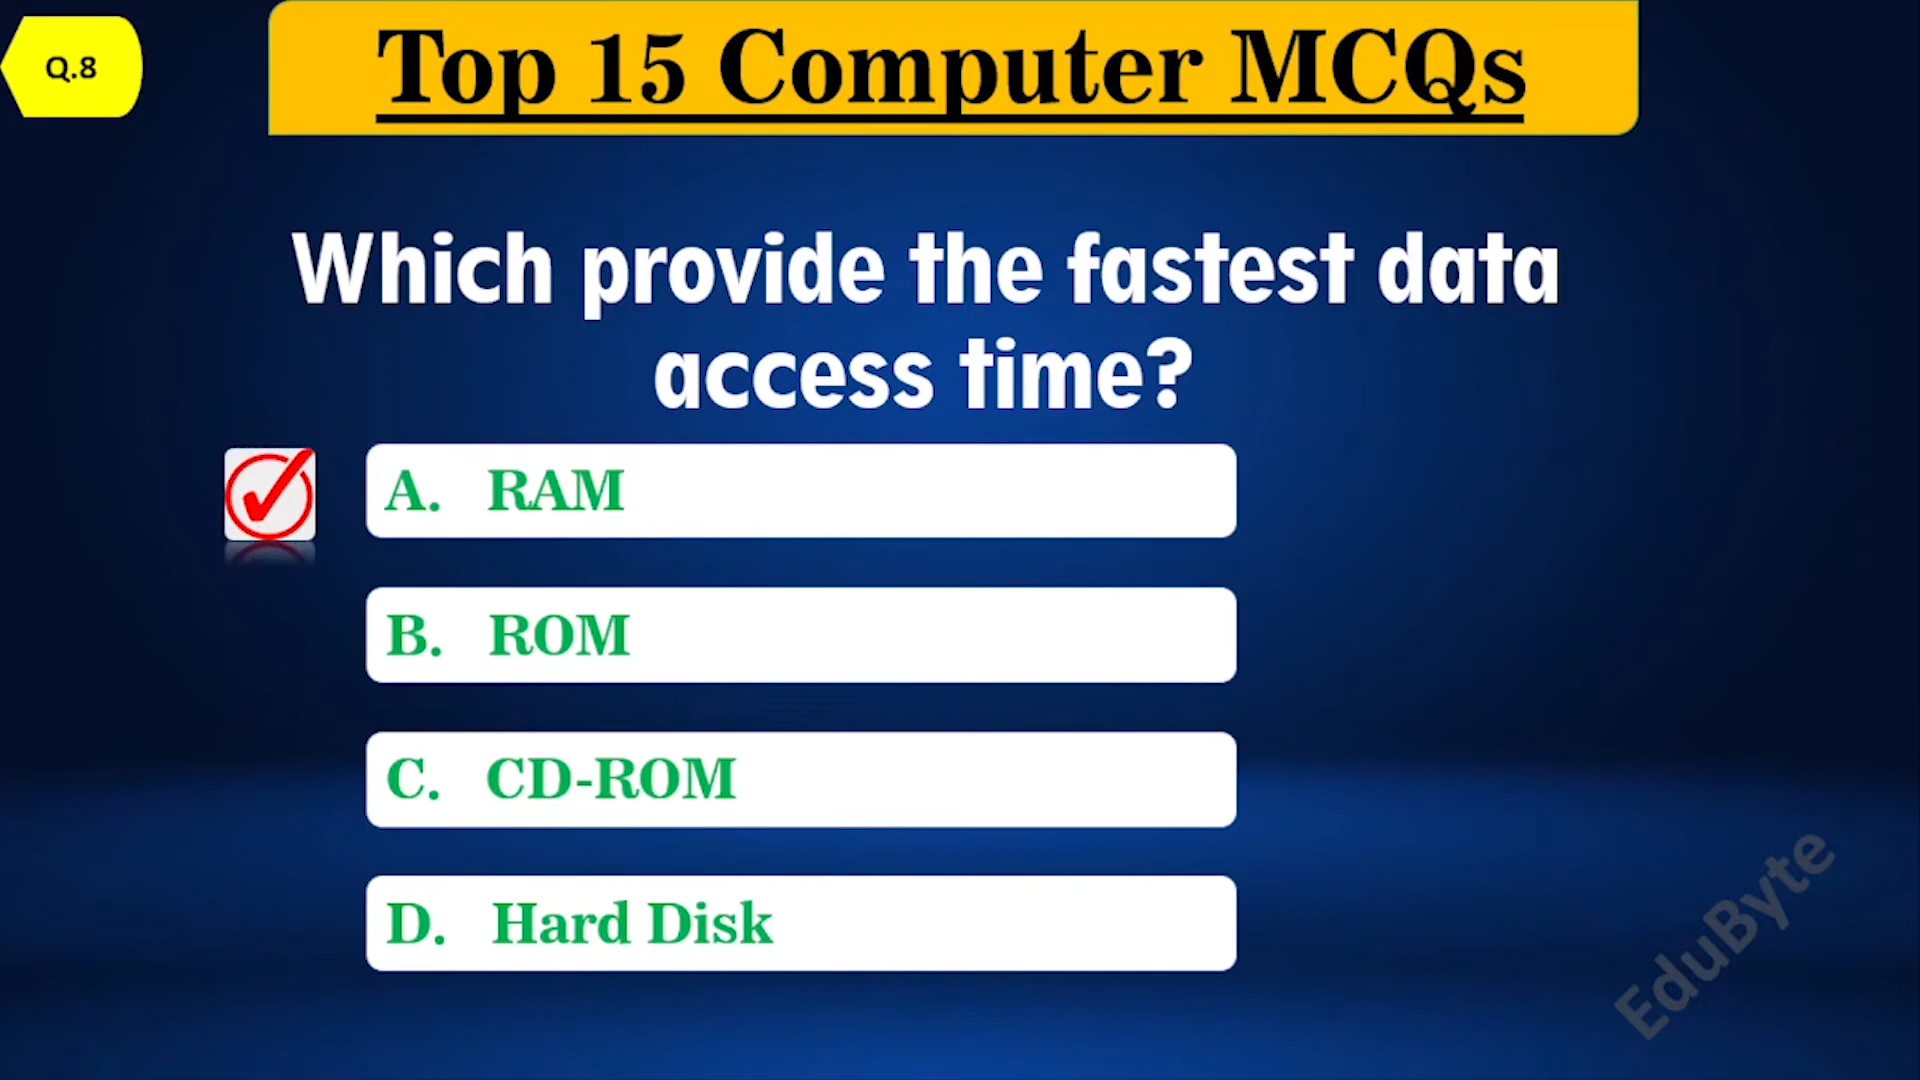 Q.8
Top 15 Computer MCQs
Which provide the fastest data
access time?
A. RAM
B. ROM
C. CD-ROM
D. Hard Disk
EduByte